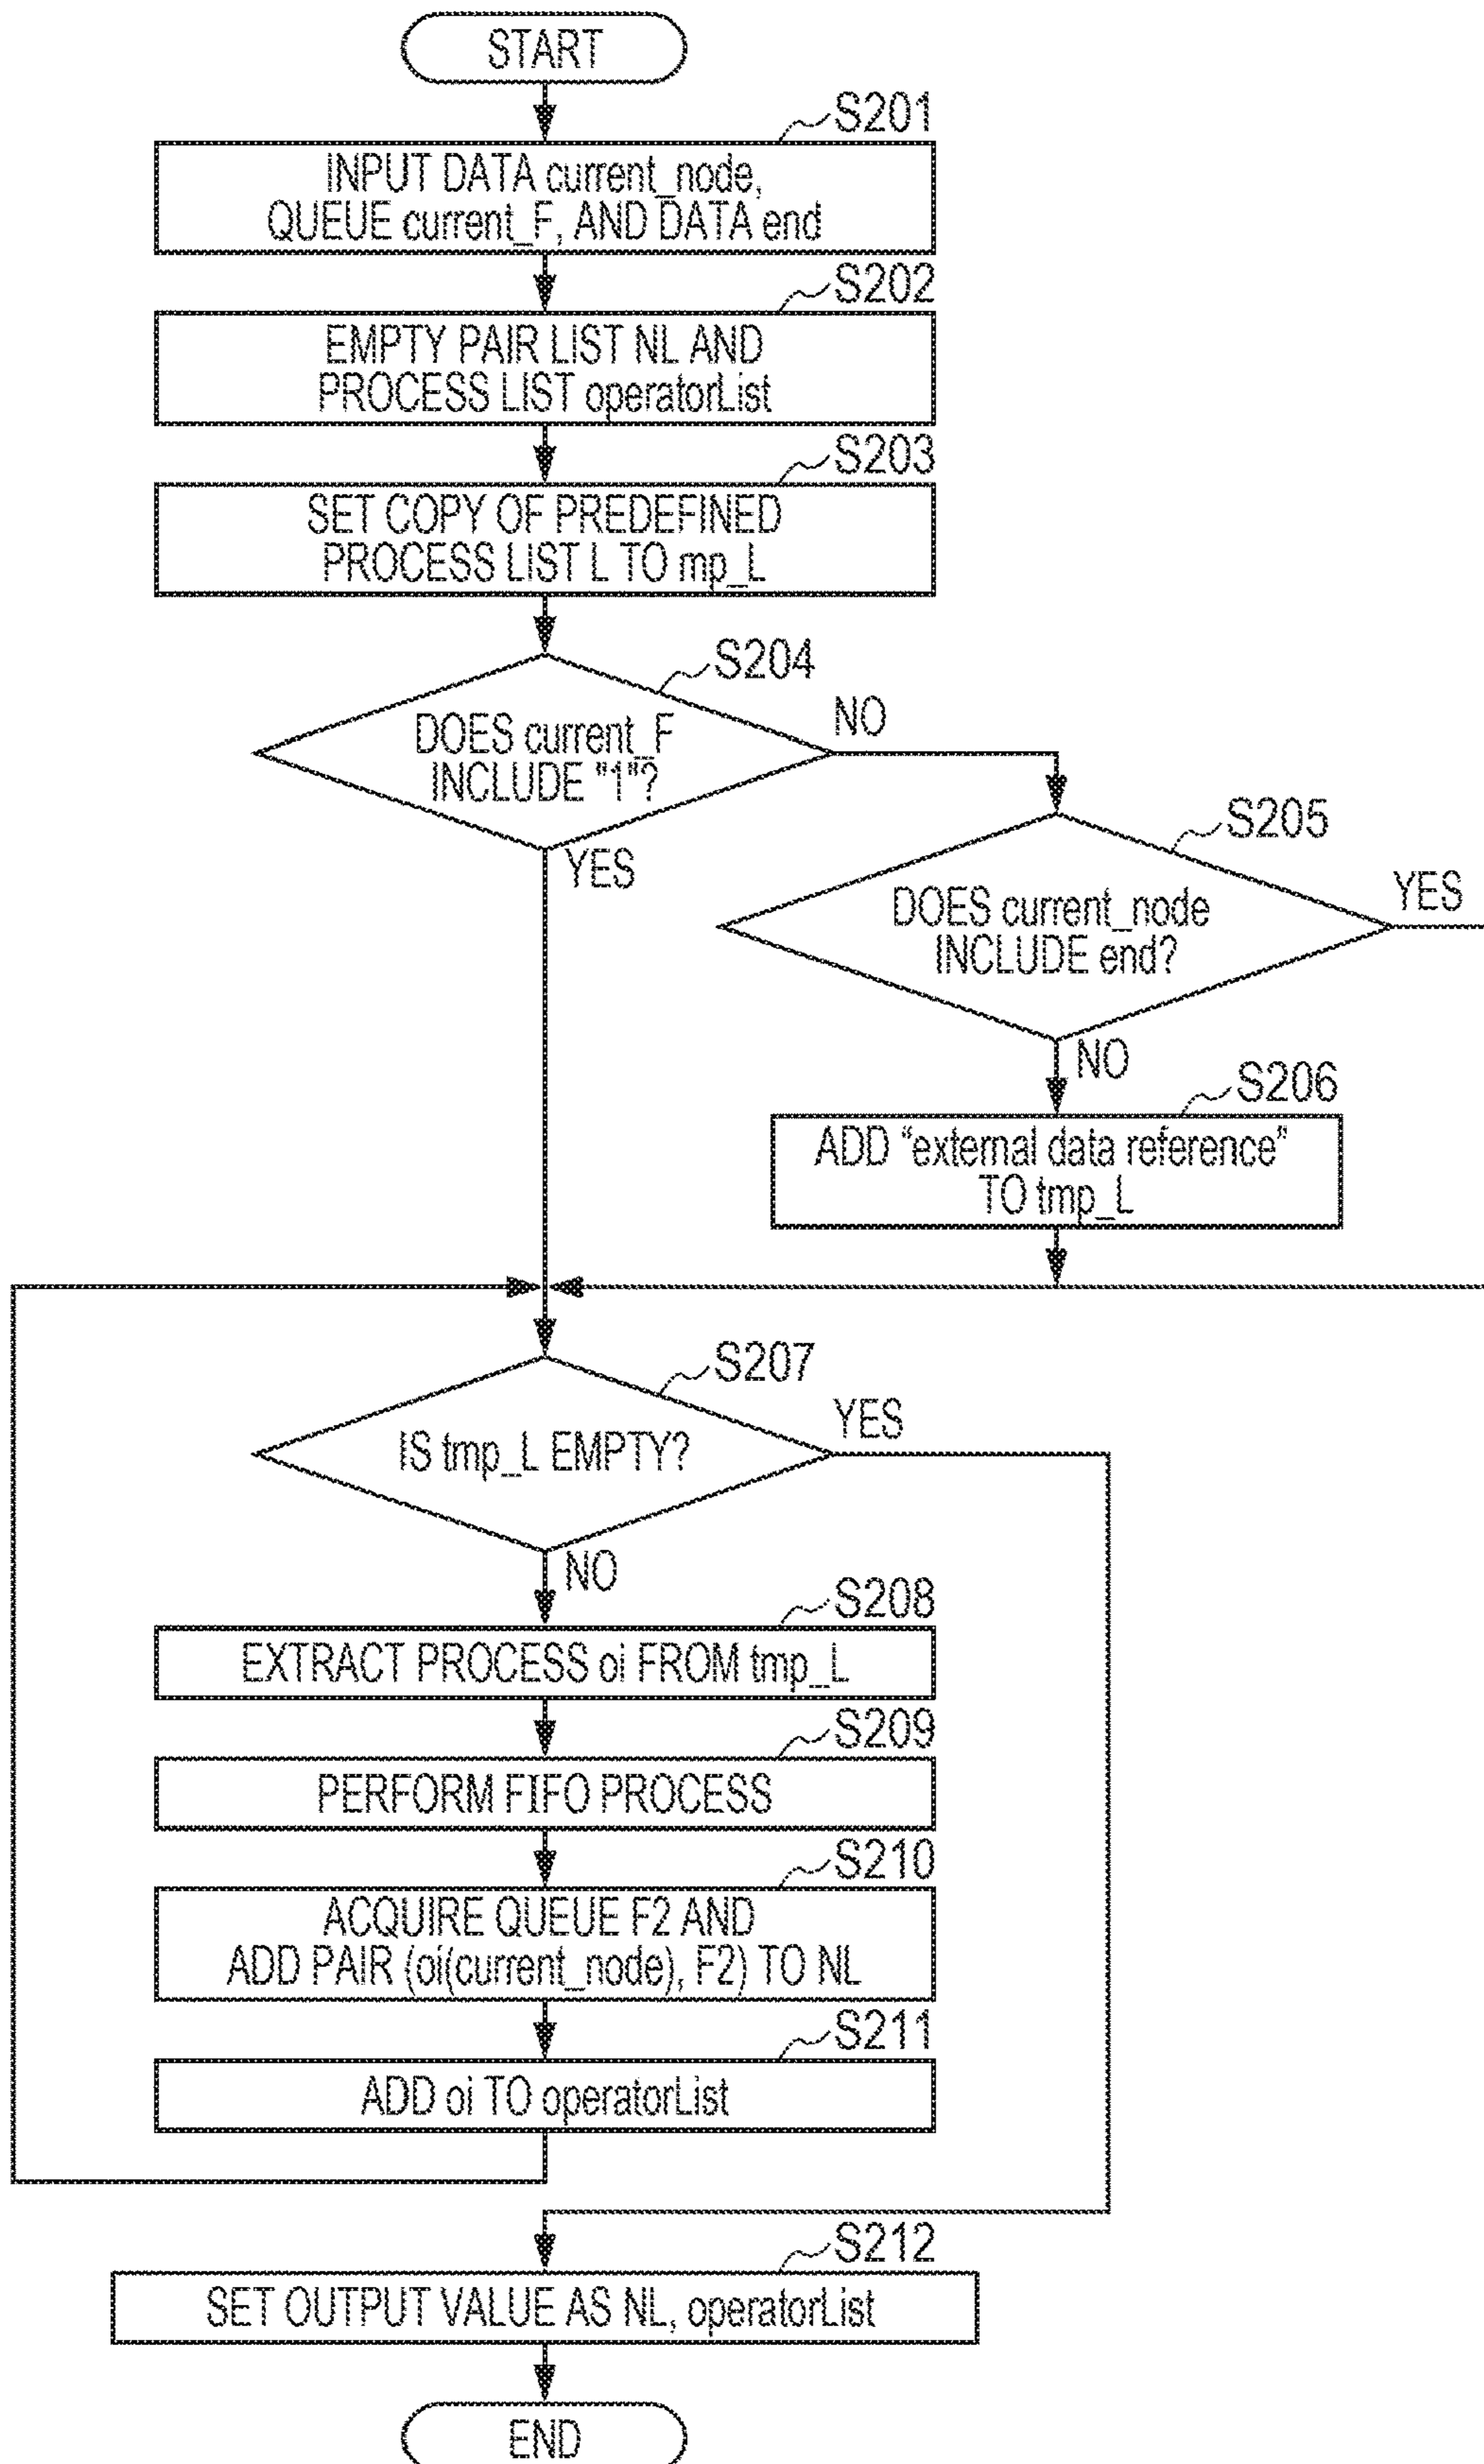 START
S201
INPUT DATA current_node,
QUEUE current_F, AND DATA end
S202
EMPTY PAIR LIST NL AND
PROCESS LIST operatorList
S203
SET COPY OF PREDEFINED
PROCESS LIST L TO mp_L
S204
DOES current_F
INCLUDE "1"?
NO
YES
S205
DOES current_node
INCLUDE end?
YES
NO
S206
ADD “external data reference”
TO tmp_L
S207
IS tmp_L EMPTY?
YES
NO
S208
EXTRACT PROCESS oi FROM tmp_L
S209
PERFORM FIFO PROCESS
S210
ACQUIRE QUEUE F2 AND
ADD PAIR (oi(current_node), F2) TO NL
S211
ADD oi TO operatorList
S212
SET OUTPUT VALUE AS NL, operatorList
END